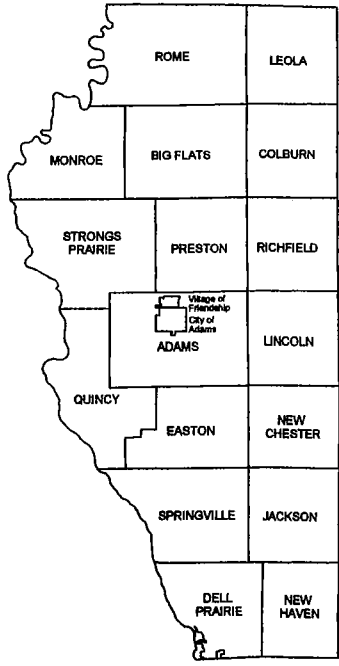 ROME
LEOLA
MONROE
BIG FLATS
COLBURN
STRONGS
PRAIRIE
PRESTON
RICHFIELD
Village of
Friendship
City of
Adams
ADAMS
LINCOLN
QUINCY
EASTON
NEW
CHESTER
SPRINGVILLE
JACKSON
DELL
PRAIRIE
NEW
HAVEN